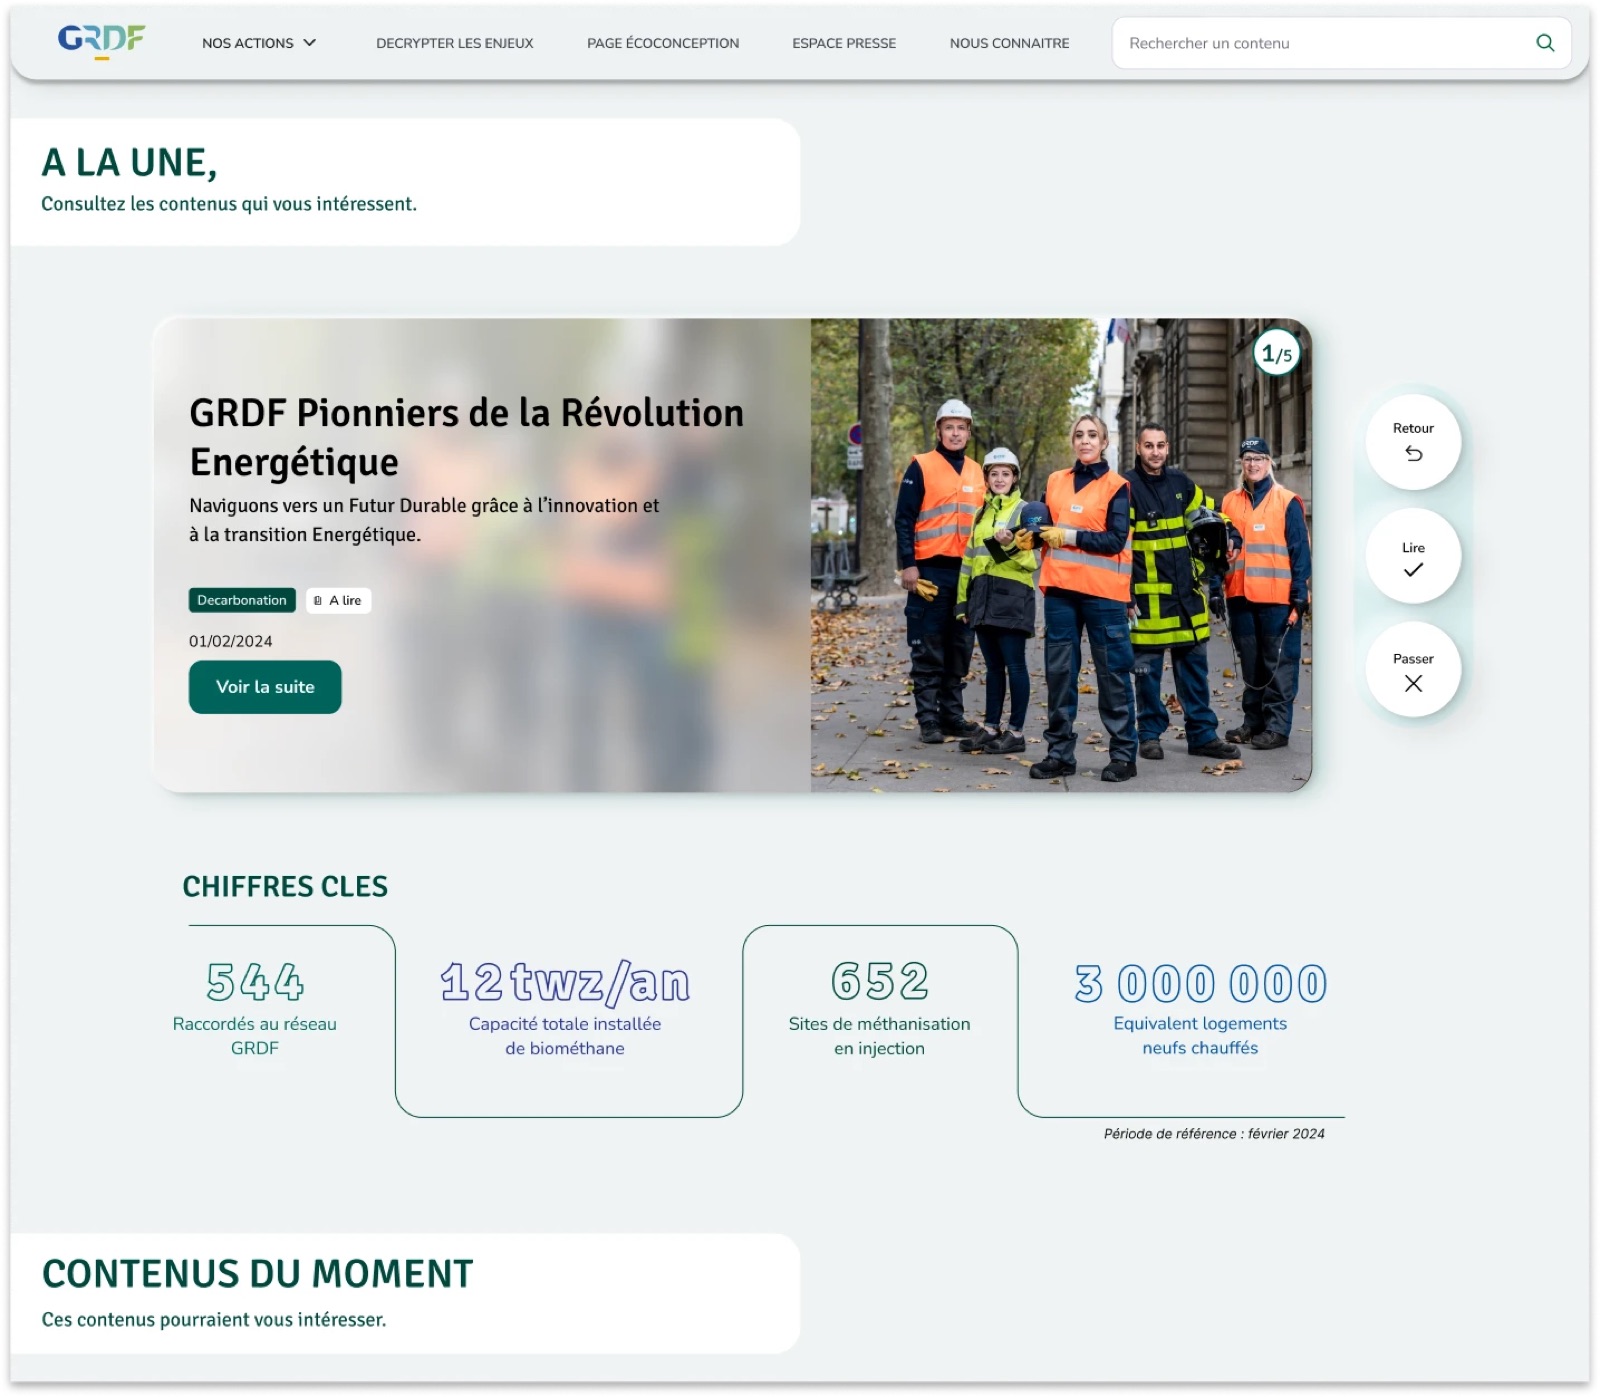 GRDF
NOS ACTIONS
DECRYPTER LES ENJEUX
PAGE ÉCOCONCEPTION
ESPACE PRESSE
NOUS CONNAITRE
Rechercher un contenu
A LA UNE,
Consultez les contenus qui vous intéressent.
1/5
GRDF Pionniers de la Révolution
Energétique
Naviguons vers un Futur Durable grâce à l’innovation et
à la transition Energétique.
Decarbonation
A lire
01/02/2024
Voir la suite
Retour
Lire
Passer
CHIFFRES CLES
544
Raccordés au réseau
GRDF
12twz/an
Capacité totale installée
de biométhane
652
Sites de méthanisation
en injection
3 000 000
Equivalent logements
neufs chauffés
Période de référence : février 2024
CONTENUS DU MOMENT
Ces contenus pourraient vous intéresser.